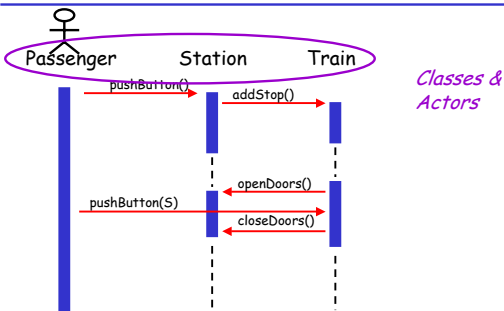 Passenger Station Train
Classes &
Actors
pushButton()
addStop()
openDoors()
pushButton(S)
closeDoors()